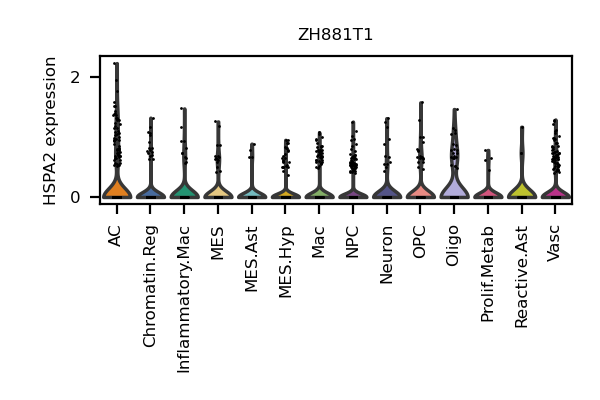 ZH881T1
HSPA2 expression
2
0
AC
Chromatin.Reg
Inflammatory.Mac
MES
MES.Ast
MES.Hyp
Mac
NPC
Neuron
OPC
Oligo
Prolif.Metab
Reactive.Ast
Vasc